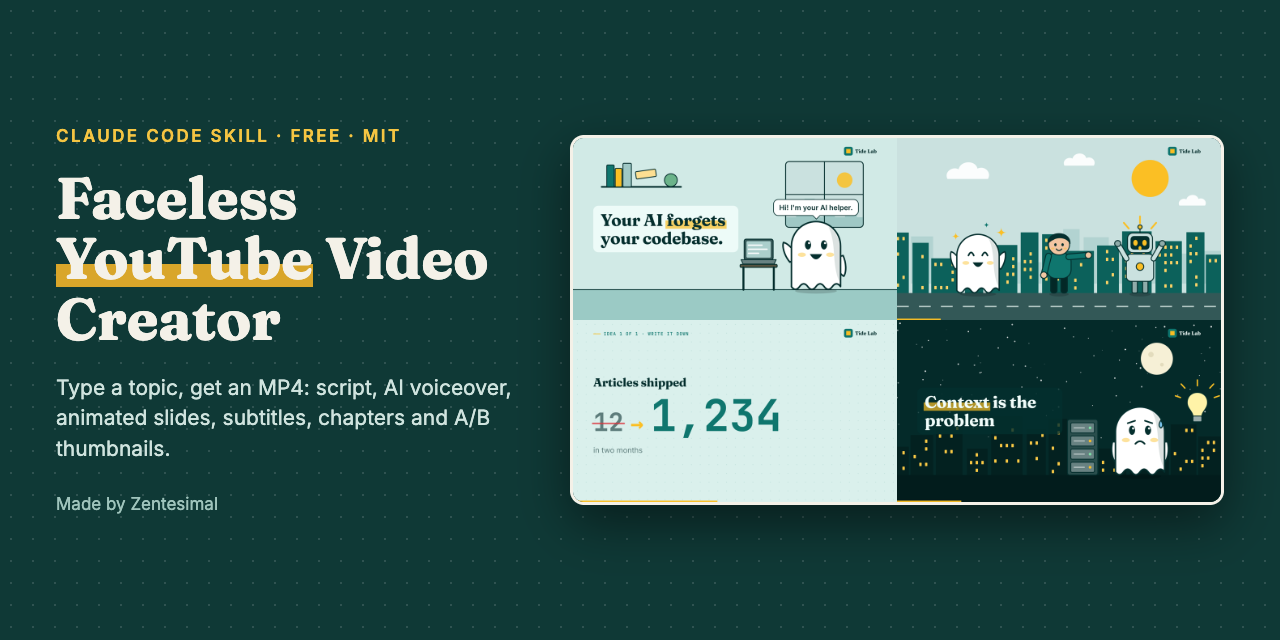 CLAUDE CODE SKILL · FREE · MIT
Faceless
YouTube Video
Creator
Type a topic, get an MP4: script, AI voiceover,
animated slides, subtitles, chapters and A/B
thumbnails.
Made by Zentesimal
Tide Lab
Your AI forgets
your codebase.
Hi! I'm your AI helper.
Tide Lab
IDEA 1 OF 1 · WRITE IT DOWN
Tide Lab
Articles shipped
12 → 1,234
in two months
Tide Lab
Context is the
problem